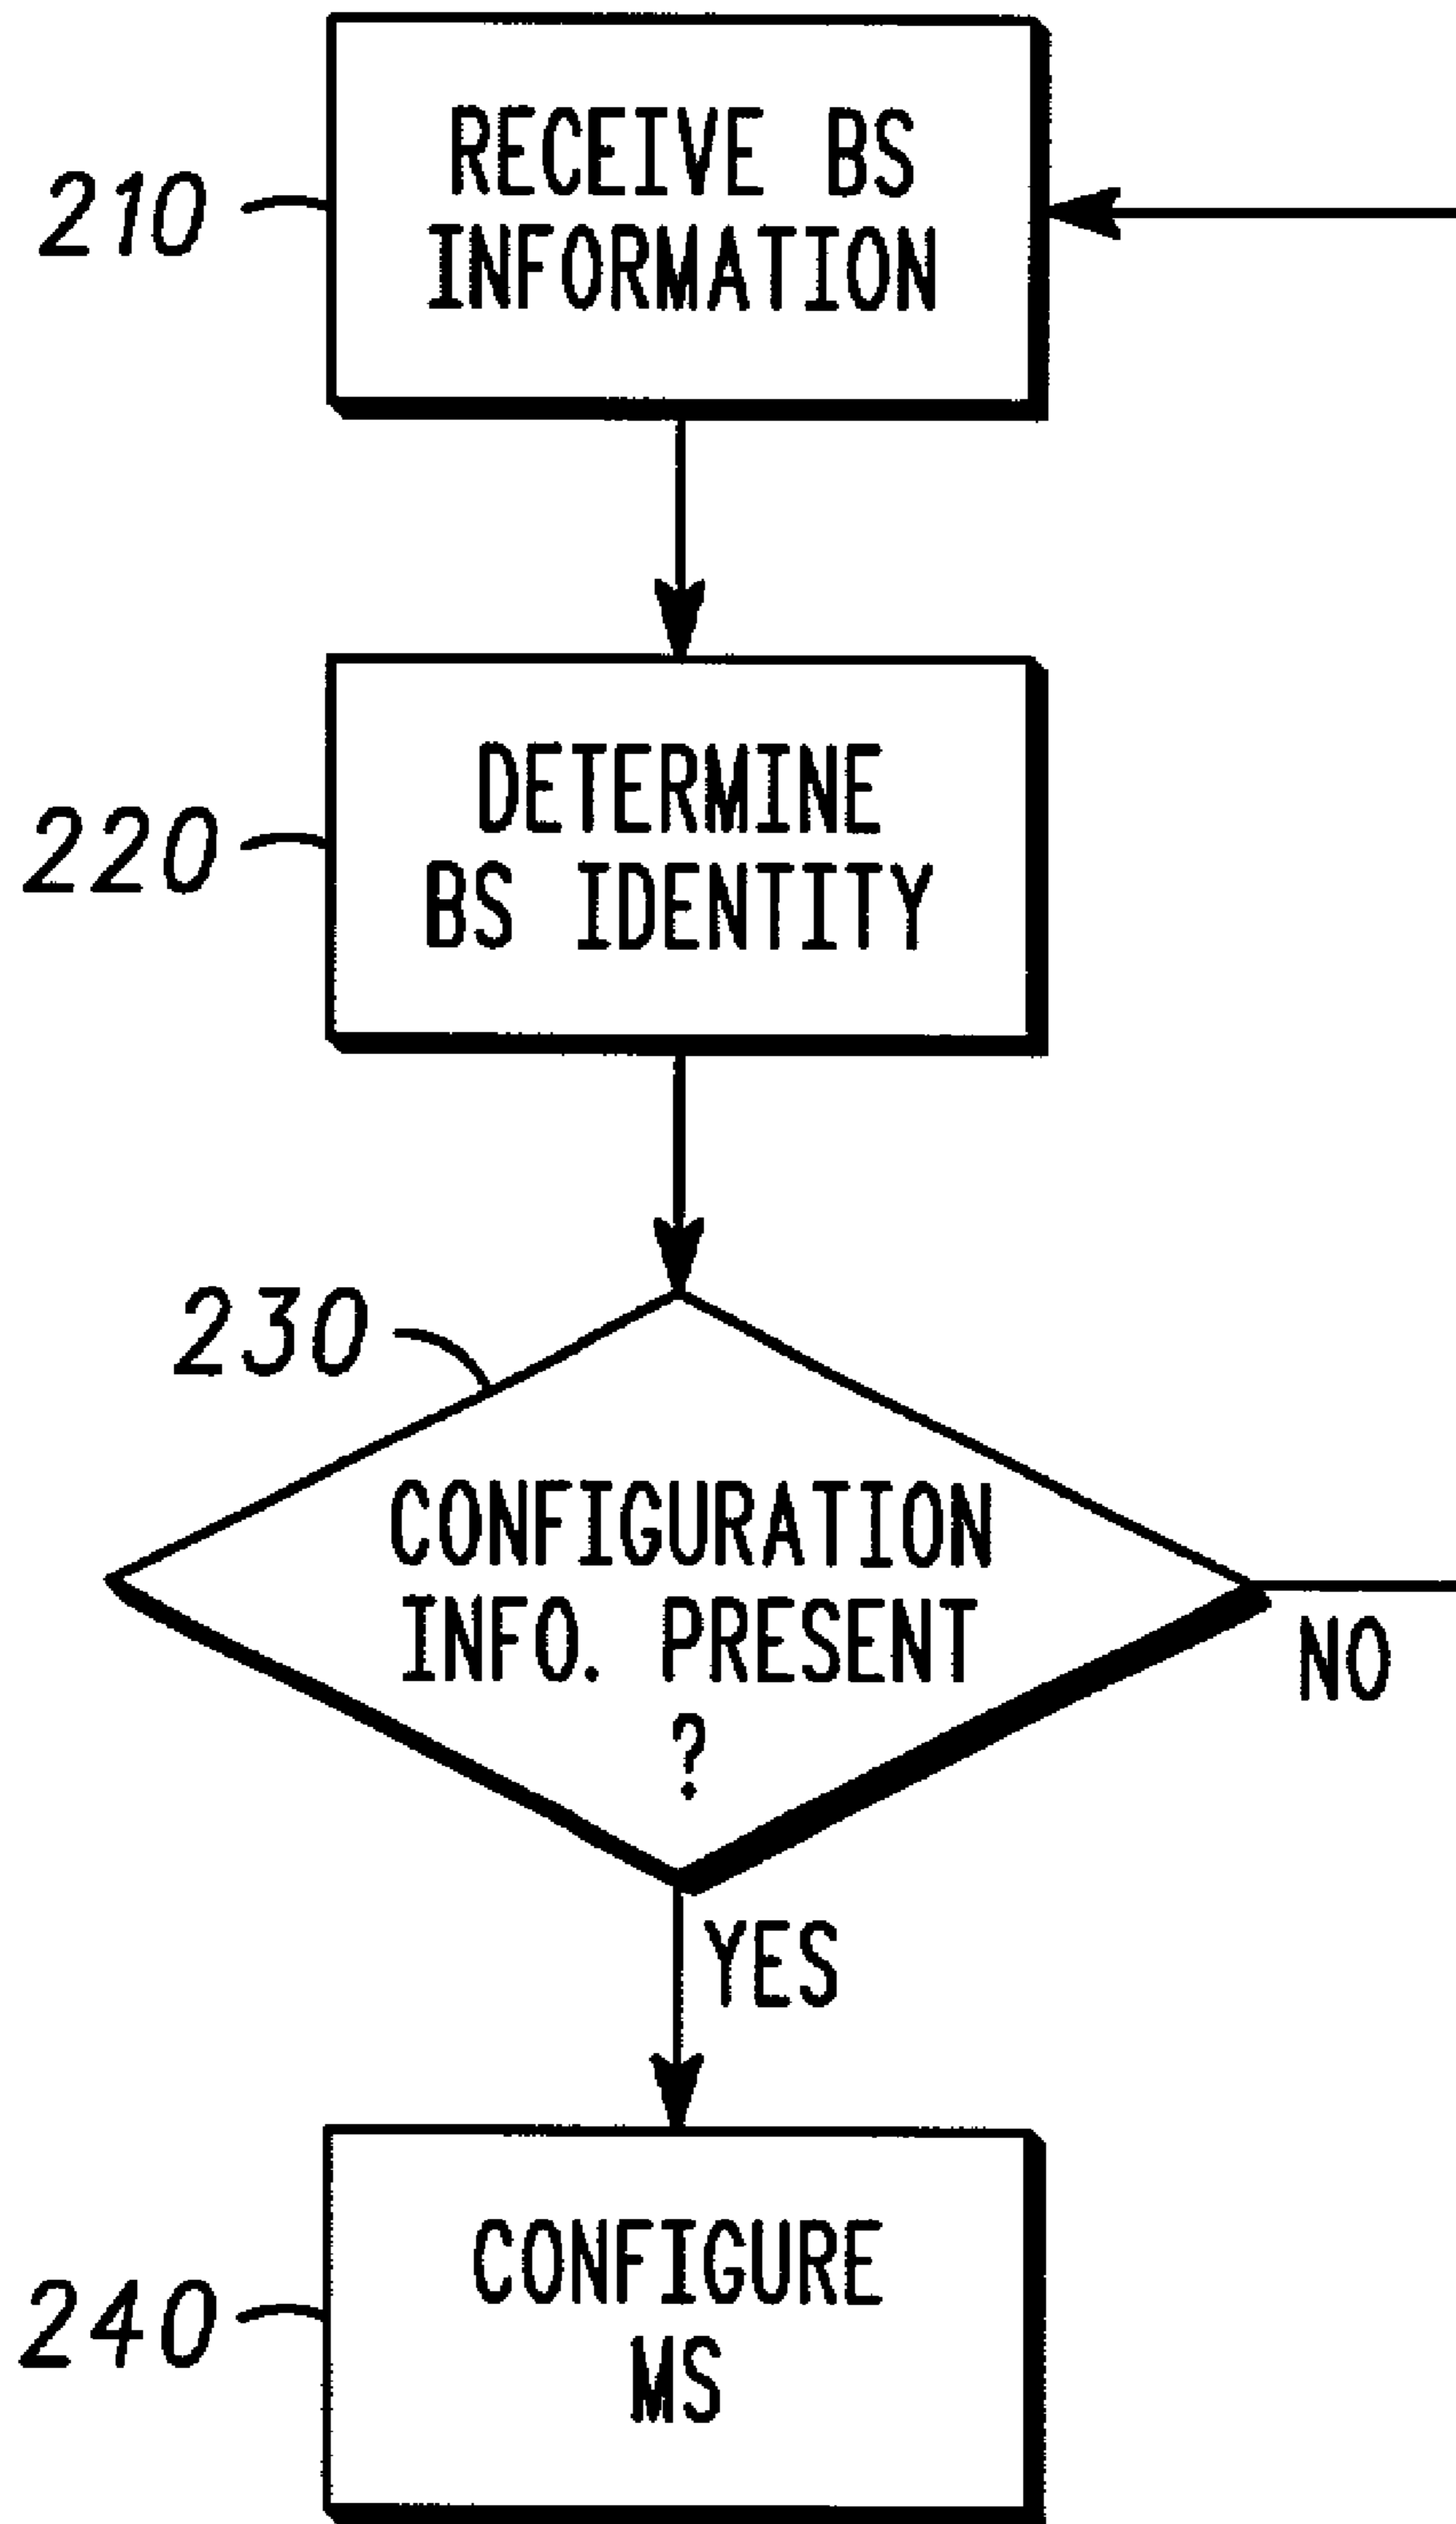 210
RECEIVE BS
INFORMATION
220
DETERMINE
BS IDENTITY
230
CONFIGURATION
INFO. PRESENT
?
NO
YES
240
CONFIGURE
MS